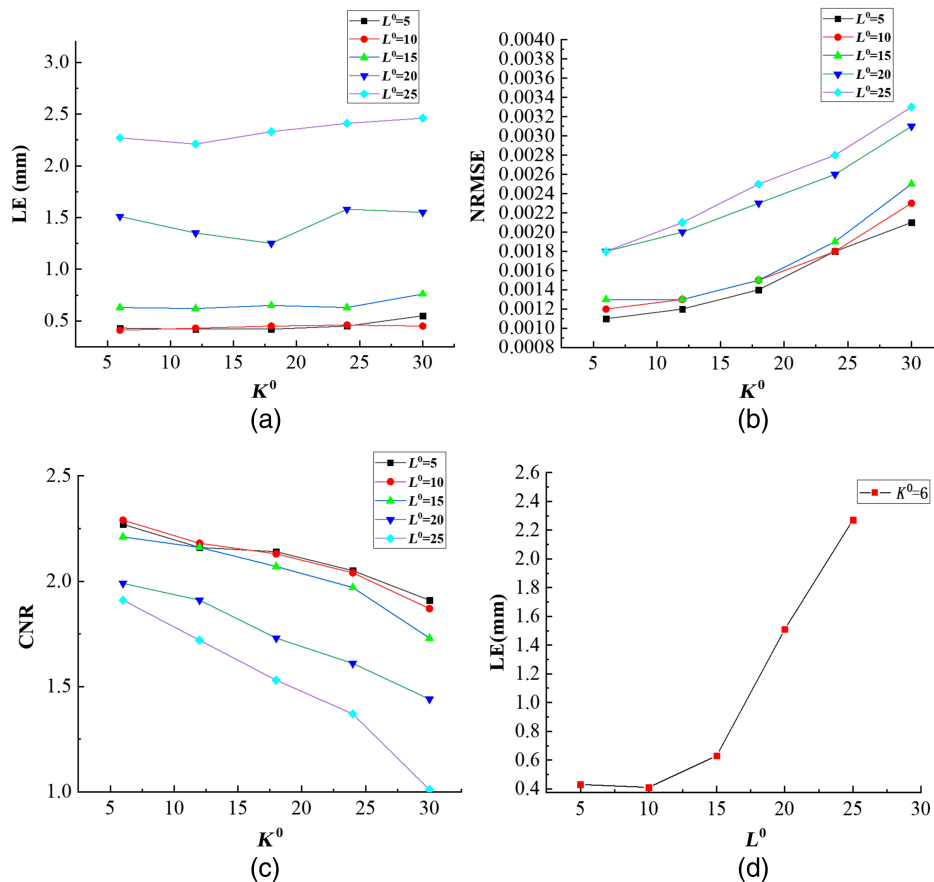 L⁰=5
L⁰=10
L⁰=15
L⁰=20
L⁰=25
3.0
2.5
2.0
1.5
1.0
0.5
LE (mm)
5 10 15 20 25 30
K⁰
(a)
L⁰=5
L⁰=10
L⁰=15
L⁰=20
L⁰=25
0.0040
0.0038
0.0036
0.0034
0.0032
0.0030
0.0028
0.0026
0.0024
0.0022
0.0020
0.0018
0.0016
0.0014
0.0012
0.0010
0.0008
NRMSE
5 10 15 20 25 30
K⁰
(b)
L⁰=5
L⁰=10
L⁰=15
L⁰=20
L⁰=25
2.5
2.0
1.5
1.0
CNR
5 10 15 20 25 30
K⁰
(c)
K⁰=6
2.6
2.4
2.2
2.0
1.8
1.6
1.4
1.2
1.0
0.8
0.6
0.4
LE(mm)
5 10 15 20 25 30
L⁰
(d)